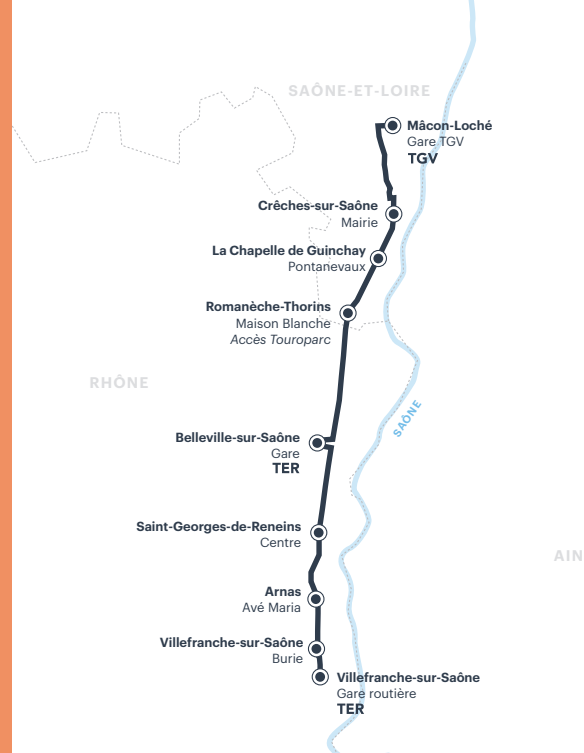 SAÔNE-ET-LOIRE
Mâcon-Loché
Gare TGV
TGV
Crêches-sur-Saône
Mairie
La Chapelle de Guinchay
Pontanevaux
Romanèche-Thorins
Maison Blanche
Accès Touroparc
RHÔNE
SAÔNE
Belleville-sur-Saône
Gare
TER
Saint-Georges-de-Reneins
Centre
AIN
Arnas
Avé Maria
Villefranche-sur-Saône
Burie
Villefranche-sur-Saône
Gare routière
TER